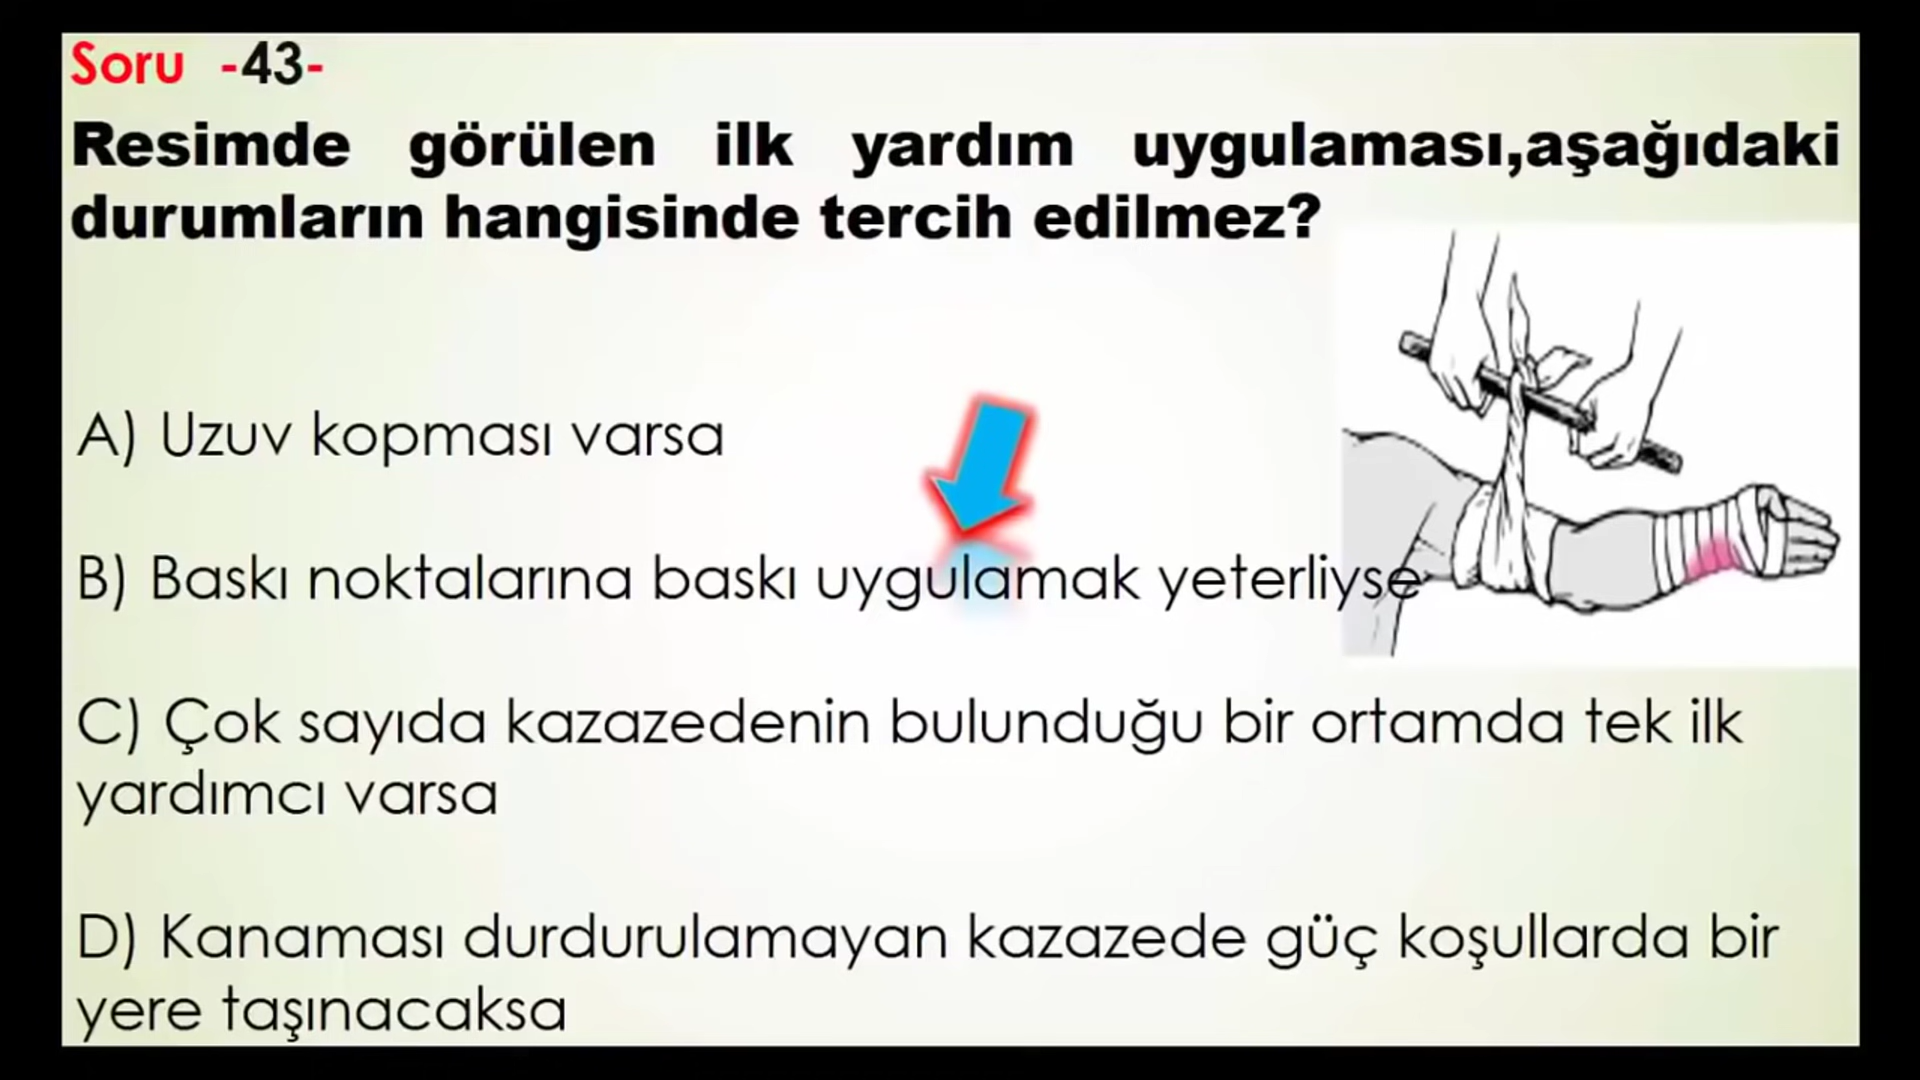 Soru -43-
Resimde görülen ilk yardım uygulaması,aşağıdaki
durumların hangisinde tercih edilmez?
A) Uzuv kopması varsa
B) Baskı noktalarına baskı uygulamak yeterliyse
C) Çok sayıda kazazedenin bulunduğu bir ortamda tek ilk
yardımcı varsa
D) Kanaması durdurulamayan kazazede güç koşullarda bir
yere taşınacaksa